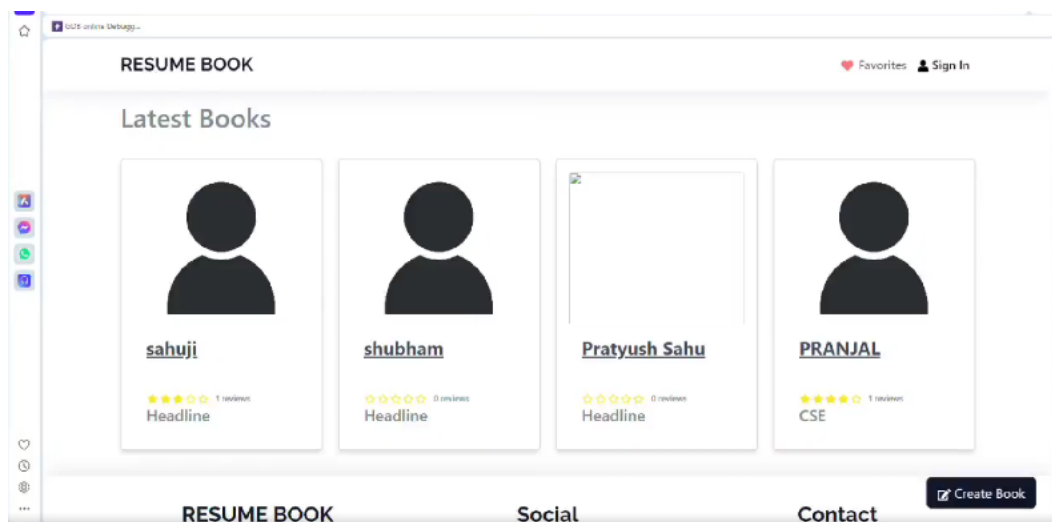 GDB online Debugg...
RESUME BOOK
Favorites Sign In
Latest Books
sahuji
shubham
Pratyush Sahu
PRANJAL
1 reviews
0 reviews
0 reviews
1 reviews
Headline
Headline
Headline
CSE
Create Book
RESUME BOOK
Social
Contact